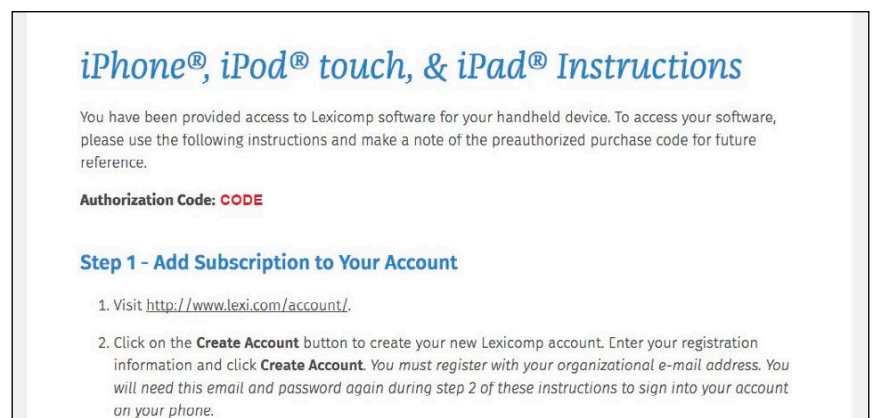 iPhone®, iPod® touch, & iPad® Instructions
You have been provided access to Lexicomp software for your handheld device. To access your software,
please use the following instructions and make a note of the preauthorized purchase code for future
reference.
Authorization Code: CODE
Step 1 - Add Subscription to Your Account
1. Visit http://www.lexi.com/account/.
2. Click on the Create Account button to create your new Lexicomp account. Enter your registration
information and click Create Account. You must register with your organizational e-mail address. You
will need this email and password again during step 2 of these instructions to sign into your account
on your phone.